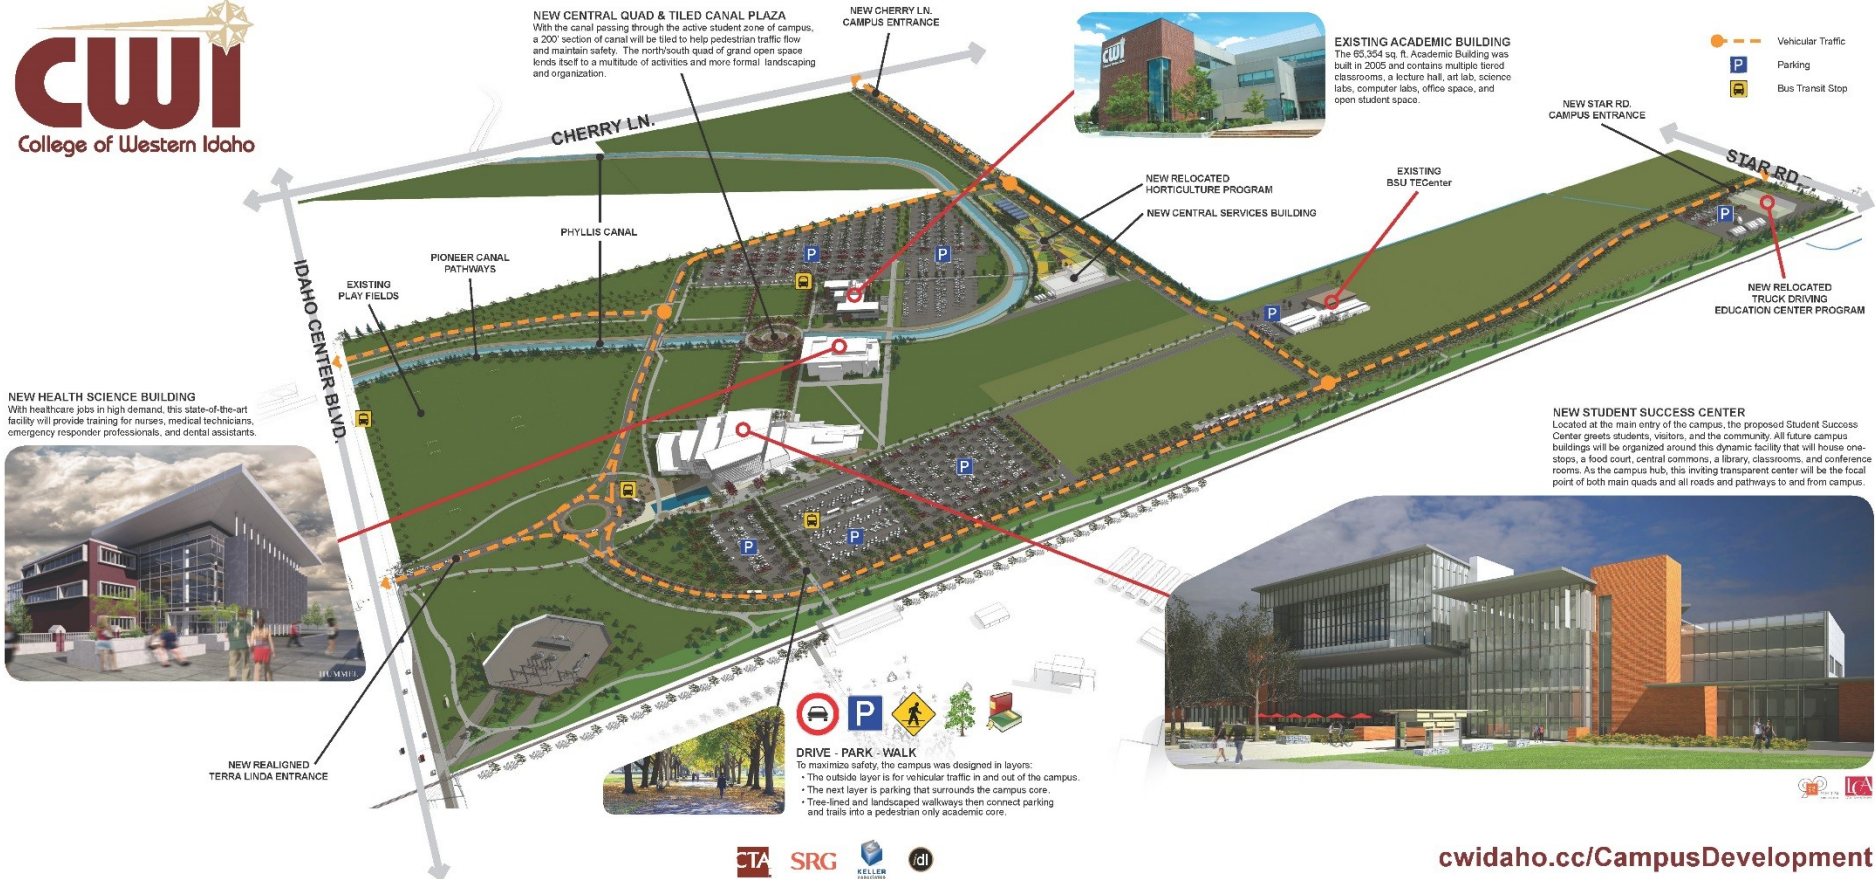 CWI
College of Western Idaho
NEW CENTRAL QUAD & TILED CANAL PLAZA
With the canal passing through the active student zone of campus,
a 200' section of canal will be tiled to help pedestrian traffic flow
and maintain safety. The north/south quad of grand open space
lends itself to a multitude of activities and more formal landscaping
and organization.
NEW CHERRY LN.
CAMPUS ENTRANCE
CWI
EXISTING ACADEMIC BUILDING
The 65,354 sq. ft. Academic Building was
built in 2005 and contains multiple tiered
classrooms, a lecture hall, art lab, science
labs, computer labs, office space, and
open student space.
Vehicular Traffic
P Parking
Bus Transit Stop
NEW STAR RD.
CAMPUS ENTRANCE
CHERRY LN.
STAR RD.
NEW RELOCATED
HORTICULTURE PROGRAM
EXISTING
BSU TECenter
NEW CENTRAL SERVICES BUILDING
PHYLLIS CANAL
PIONEER CANAL
PATHWAYS
EXISTING
PLAY FIELDS
IDAHO CENTER BLVD.
P
P
P
P
NEW RELOCATED
TRUCK DRIVING
EDUCATION CENTER PROGRAM
NEW HEALTH SCIENCE BUILDING
With healthcare jobs in high demand, this state-of-the-art
facility will provide training for nurses, medical technicians,
emergency responder professionals, and dental assistants.
HUMMEL
NEW STUDENT SUCCESS CENTER
Located at the main entry of the campus, the proposed Student Success
Center greets students, visitors, and the community. All future campus
buildings will be organized around this dynamic facility that will house one-
stops, a food court, central commons, a library, classrooms, and conference
rooms. As the campus hub, this inviting transparent center will be the focal
point of both main quads and all roads and pathways to and from campus.
P
P
P
NEW REALIGNED
TERRA LINDA ENTRANCE
P
DRIVE - PARK - WALK
To maximize safety, the campus was designed in layers:
• The outside layer is for vehicular traffic in and out of the campus.
• The next layer is parking that surrounds the campus core.
• Tree-lined and landscaped walkways then connect parking
and trails into a pedestrian only academic core.
CTA
SRG
KELLER
ASSOCIATES
idl
LCA
cwidaho.cc/CampusDevelopment